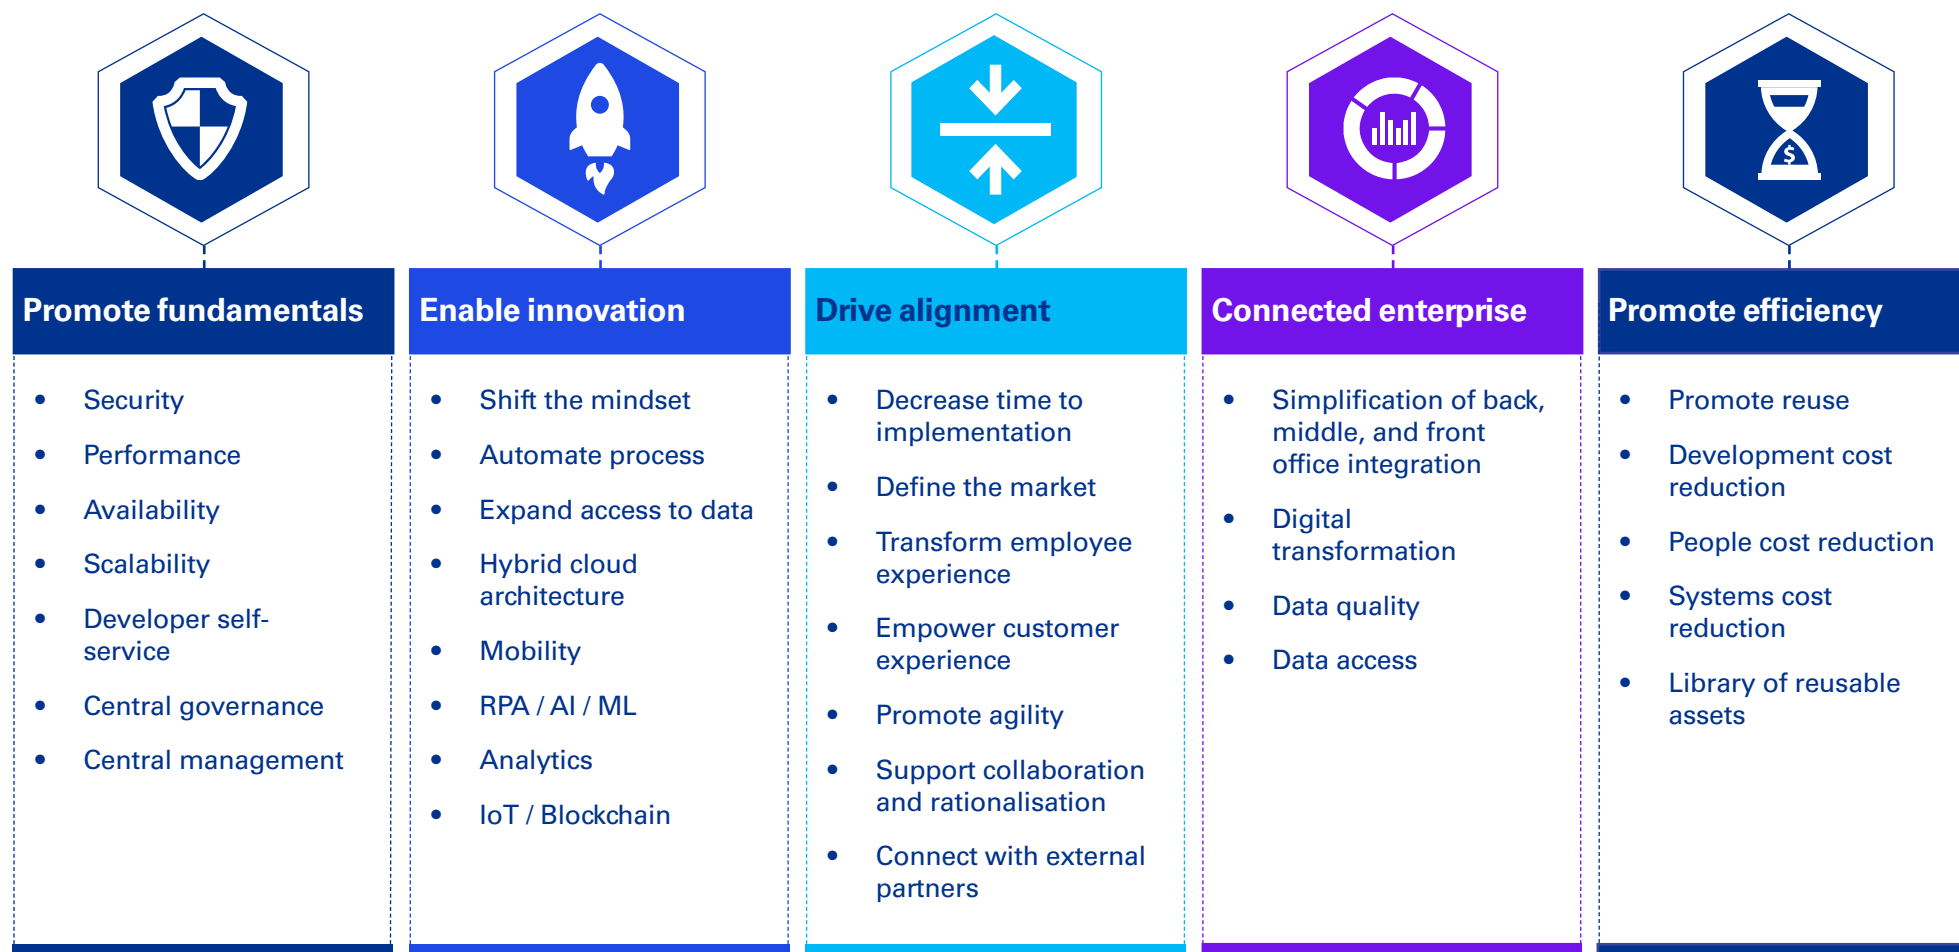 $
Promote fundamentals
• Security
• Performance
• Availability
• Scalability
• Developer self-
service
• Central governance
• Central management
Enable innovation
• Shift the mindset
• Automate process
• Expand access to data
• Hybrid cloud
architecture
• Mobility
• RPA / AI / ML
• Analytics
• IoT / Blockchain
Drive alignment
• Decrease time to
implementation
• Define the market
• Transform employee
experience
• Empower customer
experience
• Promote agility
• Support collaboration
and rationalisation
• Connect with external
partners
Connected enterprise
• Simplification of back,
middle, and front
office integration
• Digital
transformation
• Data quality
• Data access
Promote efficiency
• Promote reuse
• Development cost
reduction
• People cost reduction
• Systems cost
reduction
• Library of reusable
assets